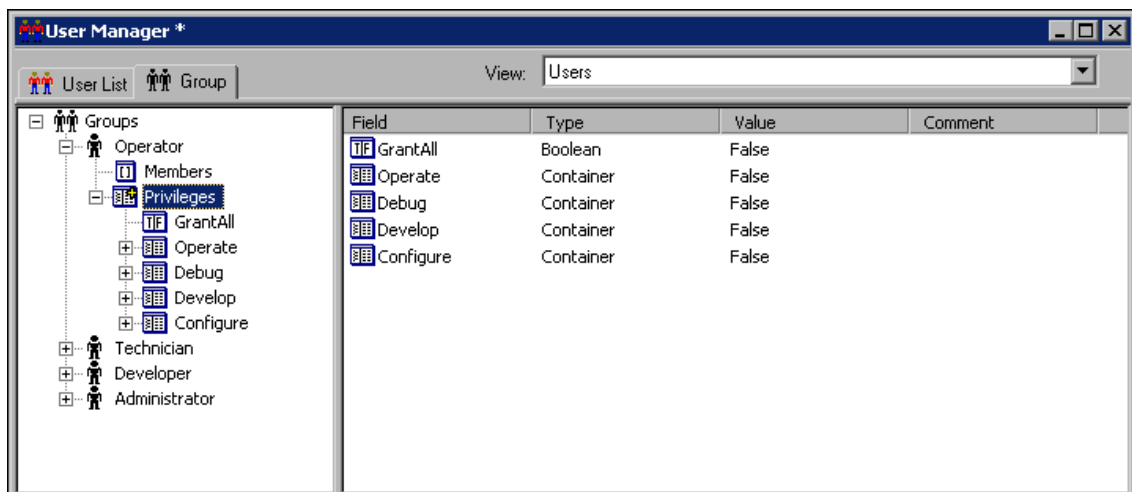 User Manager *
User List
Group
View:
Users
Groups
Operator
Members
Privileges
TF GrantAll
Operate
Debug
Develop
Configure
Technician
Developer
Administrator
Field Type Value Comment
TF GrantAll Boolean False
Operate Container False
Debug Container False
Develop Container False
Configure Container False